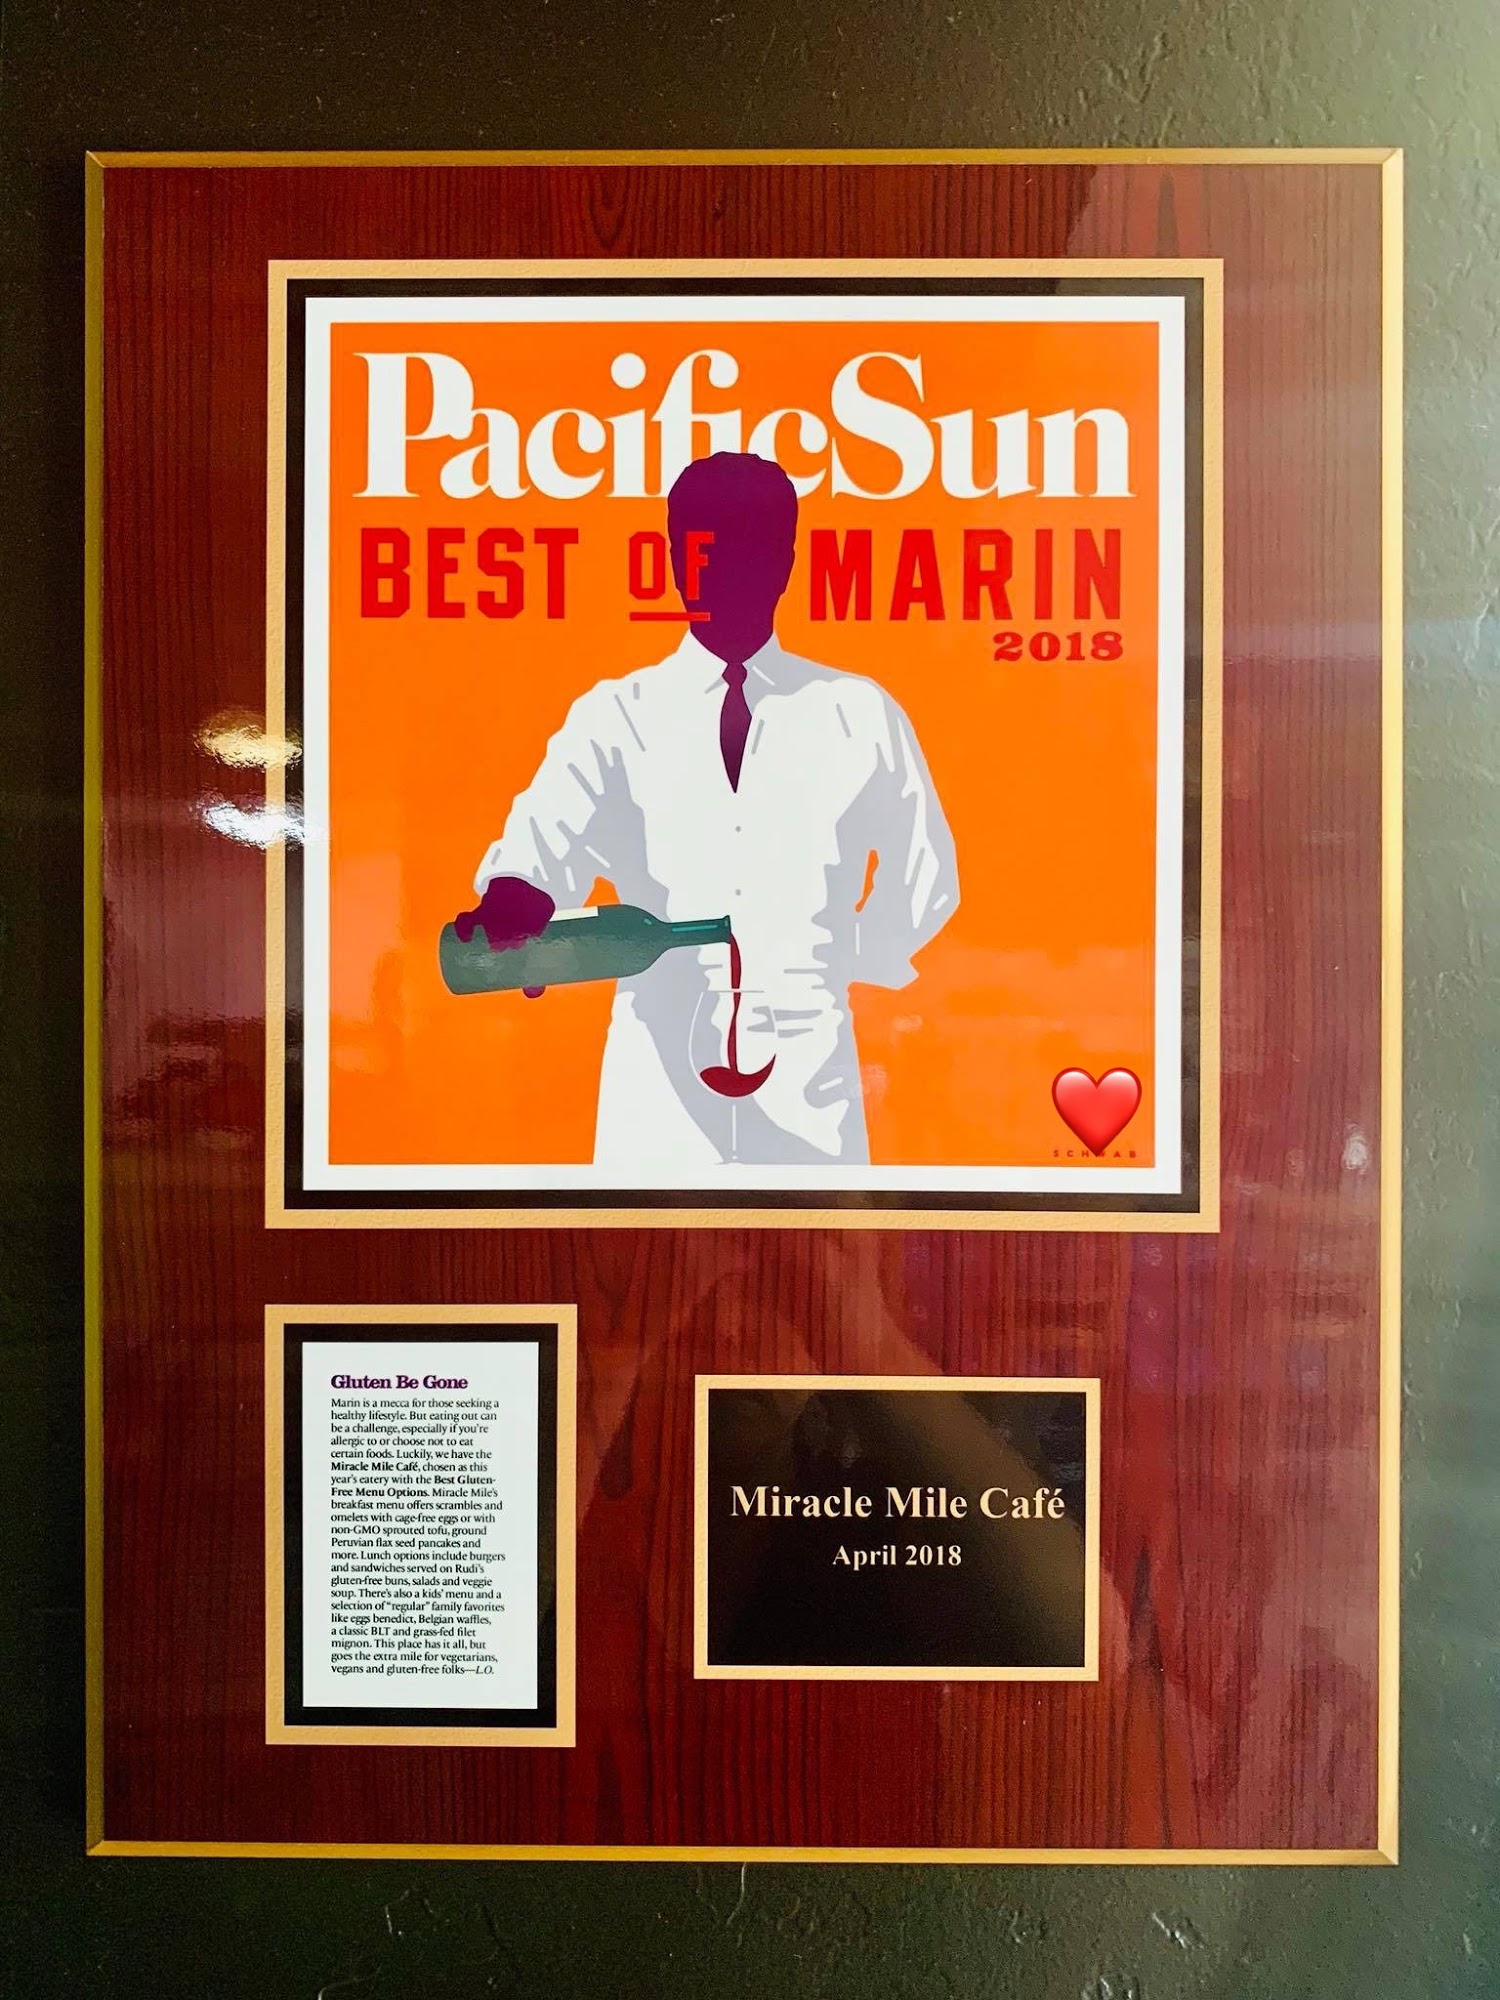 PacificSun
BEST OF MARIN
2018
Gluten Be Gone
Marin is a mecca for those seeking a
healthy lifestyle. But eating out can
be a challenge, especially if you're
allergic to or choose not to eat
certain foods. Luckily, we have the
Miracle Mile Café, chosen as this
year's eatery with the Best Gluten-
Free Menu Options. Miracle Mile's
breakfast menu offers scrambles and
omelets with cage-free eggs or with
non-GMO sprouted tofu, ground
Peruvian flax seed pancakes and
more. Lunch options include burgers
and sandwiches served on Rudi's
gluten-free buns, salads and veggie
soup. There's also a kids' menu and a
selection of "regular" family favorites
like eggs benedict, Belgian waffles,
a classic BLT and grass-fed filet
mignon. This place has it all, but
goes the extra mile for vegetarians,
vegans and gluten-free folks—L.O.
Miracle Mile Café
April 2018